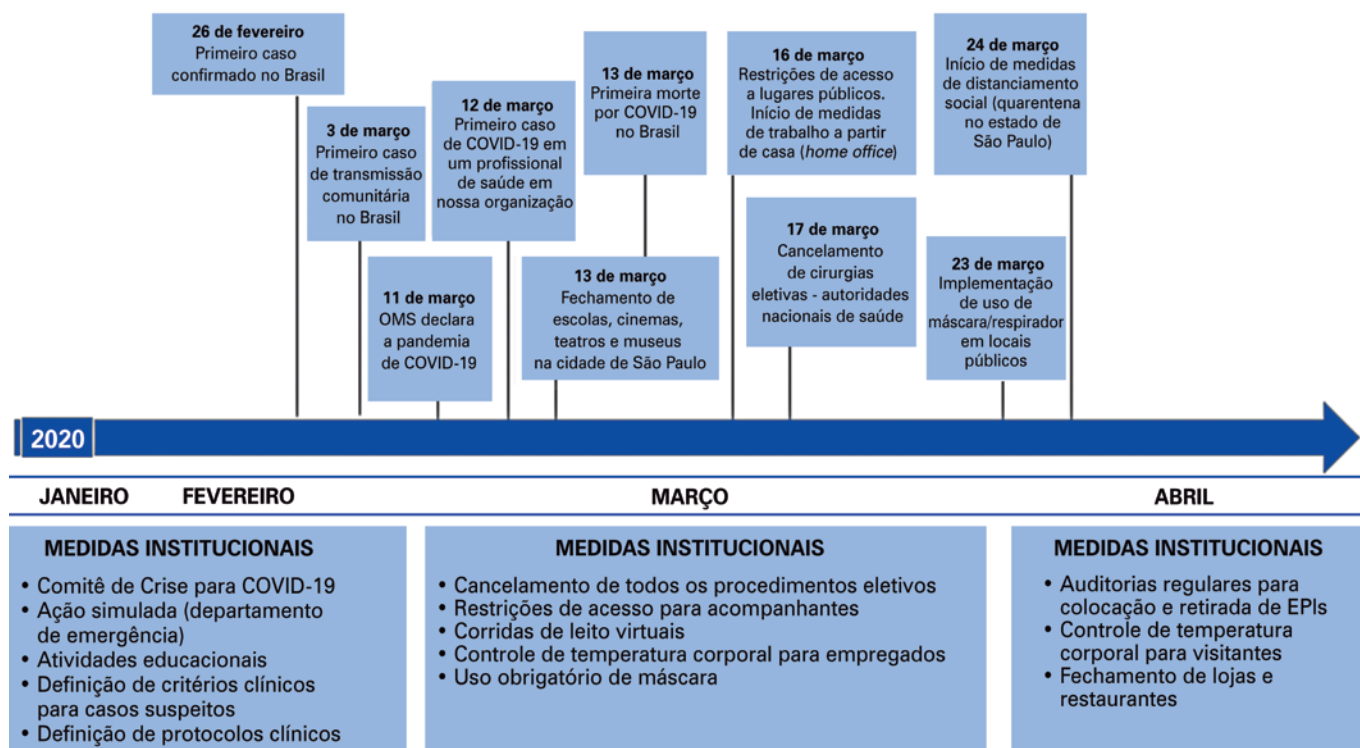 26 de fevereiro
Primeiro caso
confirmado no Brasil
3 de março
Primeiro caso
de transmissão
comunitária
no Brasil
11 de março
OMS declara
a pandemia
de COVID-19
12 de março
Primeiro caso
de COVID-19 em
um profissional
de saúde em
nossa organização
13 de março
Primeira morte
por COVID-19
no Brasil
13 de março
Fechamento de
escolas, cinemas,
teatros e museus
na cidade de São Paulo
16 de março
Restrições de acesso
a lugares públicos.
Início de medidas
de trabalho a partir
de casa (home office)
17 de março
Cancelamento
de cirurgias
eletivas - autoridades
nacionais de saúde
23 de março
Implementação
de uso de
máscara/respirador
em locais
públicos
24 de março
Início de medidas
de distanciamento
social (quarentena
no estado de
São Paulo)
2020
JANEIRO FEVEREIRO MARÇO ABRIL
MEDIDAS INSTITUCIONAIS
• Comitê de Crise para COVID-19
• Ação simulada (departamento
de emergência)
• Atividades educacionais
• Definição de critérios clínicos
para casos suspeitos
• Definição de protocolos clínicos
MEDIDAS INSTITUCIONAIS
• Cancelamento de todos os procedimentos eletivos
• Restrições de acesso para acompanhantes
• Corridas de leito virtuais
• Controle de temperatura corporal para empregados
• Uso obrigatório de máscara
MEDIDAS INSTITUCIONAIS
• Auditorias regulares para
colocação e retirada de EPIs
• Controle de temperatura
corporal para visitantes
• Fechamento de lojas e
restaurantes